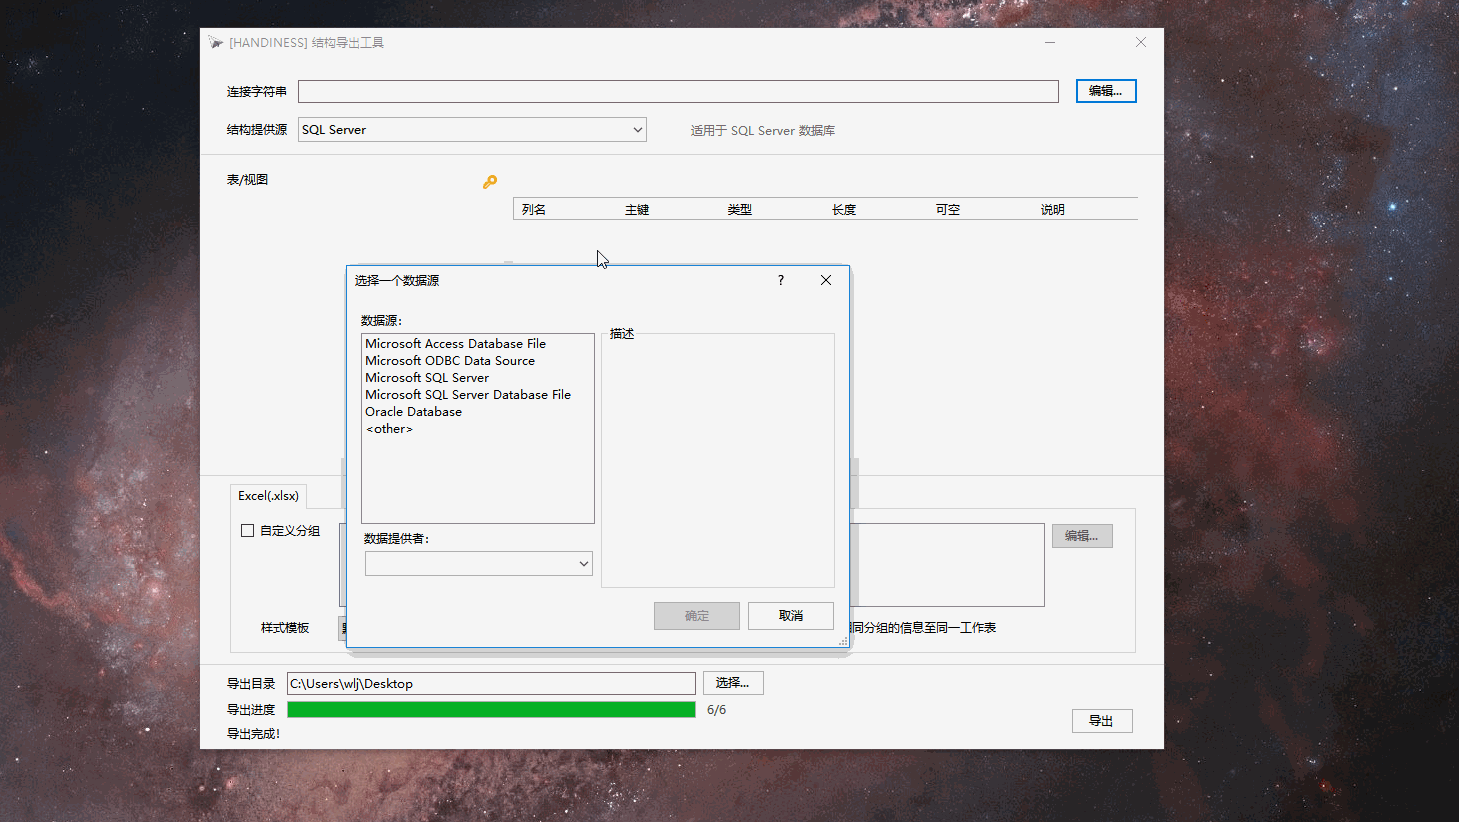 [HANDINESS] 结构导出工具
连接字符串
编辑...
结构提供源
SQL Server
适用于 SQL Server 数据库
表/视图
列名 主键 类型 长度 可空 说明
选择一个数据源
?
数据源:
描述
Microsoft Access Database File
Microsoft ODBC Data Source
Microsoft SQL Server
Microsoft SQL Server Database File
Oracle Database
<other>
数据提供者:
确定 取消
Excel(.xlsx)
自定义分组
编辑...
样式模板
同分组的信息至同一工作表
导出目录
C:\Users\wlj\Desktop
选择...
导出进度
6/6
导出
导出完成!